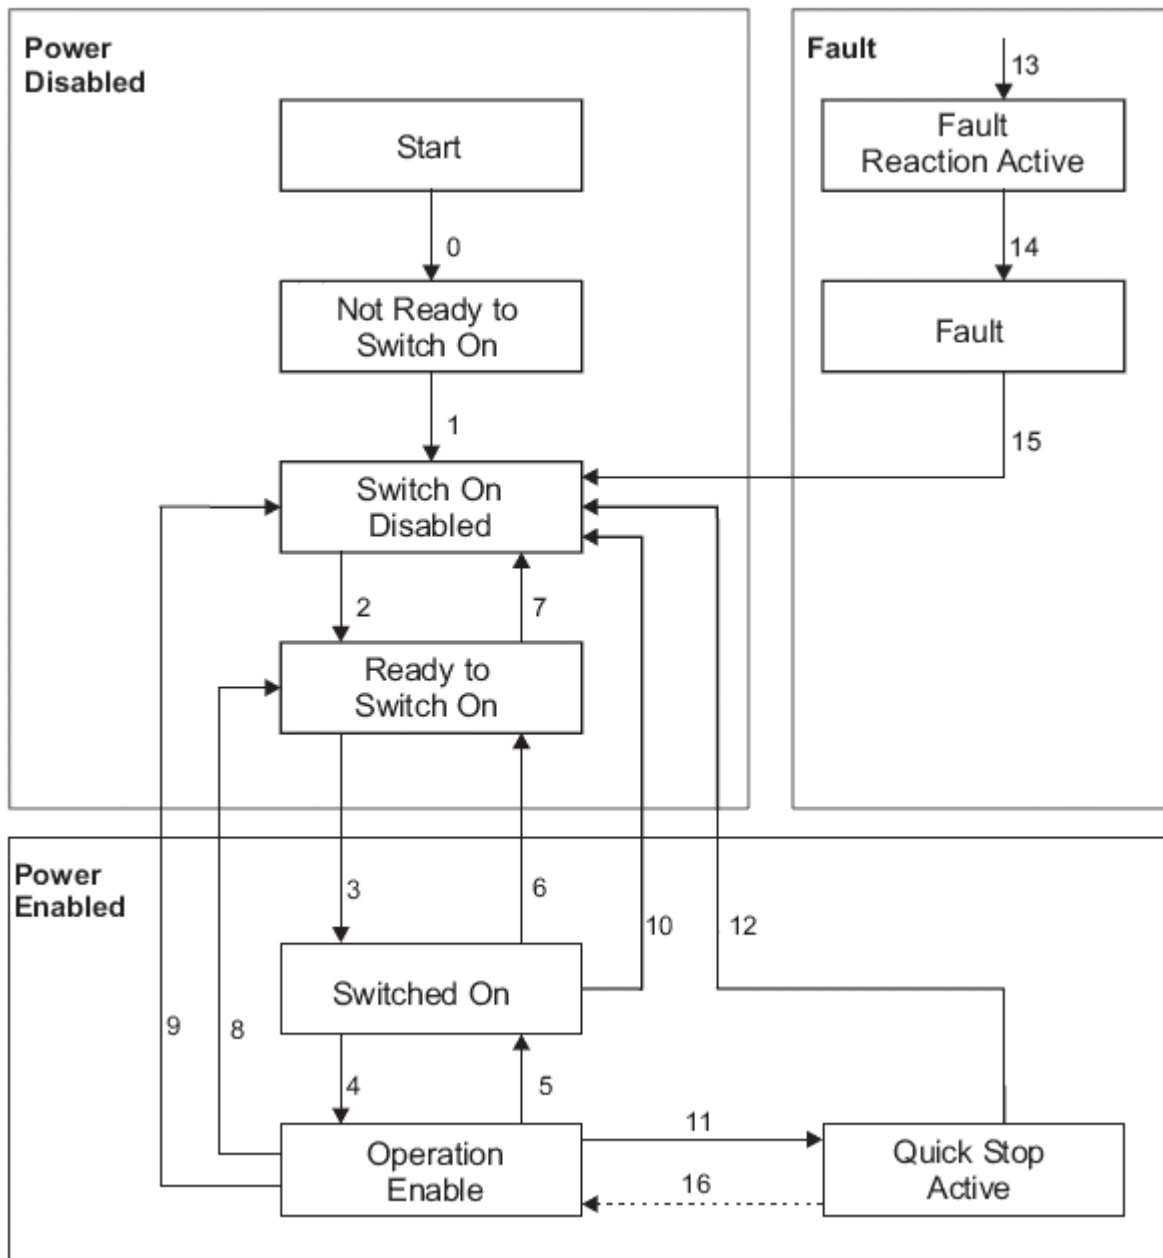 Power
Disabled
Start
0
Not Ready to
Switch On
1
Switch On
Disabled
2
7
Ready to
Switch On
Fault
13
Fault
Reaction Active
14
Fault
15
Power
Enabled
3
6
10
12
Switched On
9
8
4
5
Operation
Enable
11
16
Quick Stop
Active